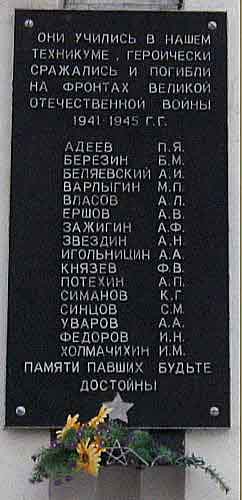 ОНИ УЧИЛИСЬ В НАШЕМ
ТЕХНИКУМЕ, ГЕРОИЧЕСКИ
СРАЖАЛИСЬ И ПОГИБЛИ
НА ФРОНТАХ ВЕЛИКОЙ
ОТЕЧЕСТВЕННОЙ ВОЙНЫ
1941-1945 Г.Г.
АДЕЕВ П.Я.
БЕРЕЗИН Б.М.
БЕЛЯЕВСКИЙ А.И.
ВАРЛЫГИН М.П.
ВЛАСОВ А.Л.
ЕРШОВ А.В.
ЗАЖИГИН А.Ф.
ЗВЕЗДИН А.Н.
ИГОЛЬНИЦИН А.А.
КНЯЗЕВ Ф.В.
ПОТЕХИН А.П.
СИМАНОВ К.Г.
СИНЦОВ С.М.
УВАРОВ А.А.
ФЕДОРОВ И.Н.
ХОЛМАЧИХИН И.М.
ПАМЯТИ ПАВШИХ БУДЬТЕ
ДОСТОЙНЫ